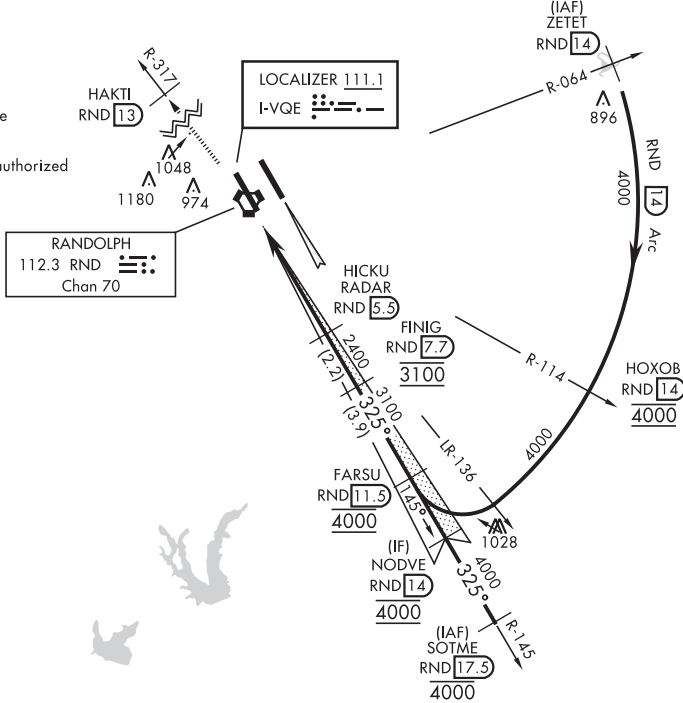 (IAF)
ZETET
RND 14
R-064
896
RND 14 Arc
4000
R-317
HAKTI
RND 13
LOCALIZER 111.1
I-VQE
e
authorized
1048
1180
974
RANDOLPH
112.3 RND
Chan 70
HICKU
RADAR
RND 5.5
FINIG
RND 7.7
3100
R-114
HOXOB
RND 14
4000
2400
(2.2)
3100
325°
(3.9)
4000
LR-136
FARSU
RND 11.5
4000
145°
1028
(IF)
NODVE
RND 14
4000
4000
325°
R-145
(IAF)
SOTME
RND 17.5
4000